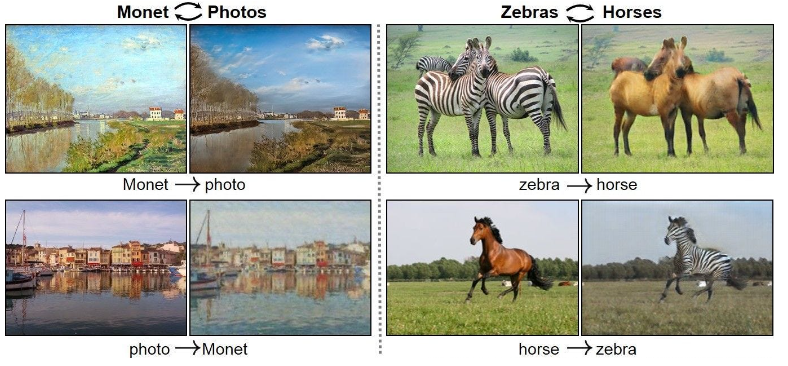 Monet Photos
Monet → photo
photo → Monet
Zebras Horses
zebra → horse
horse → zebra